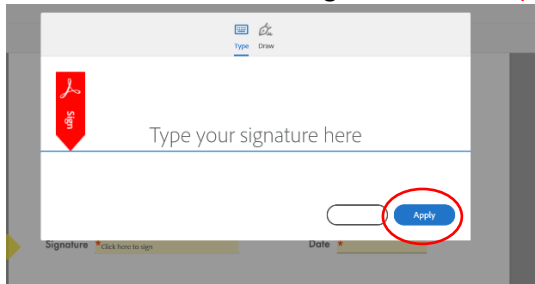 Type Draw
Sign
Type your signature here
Apply
Signature *Click here to sign Date *